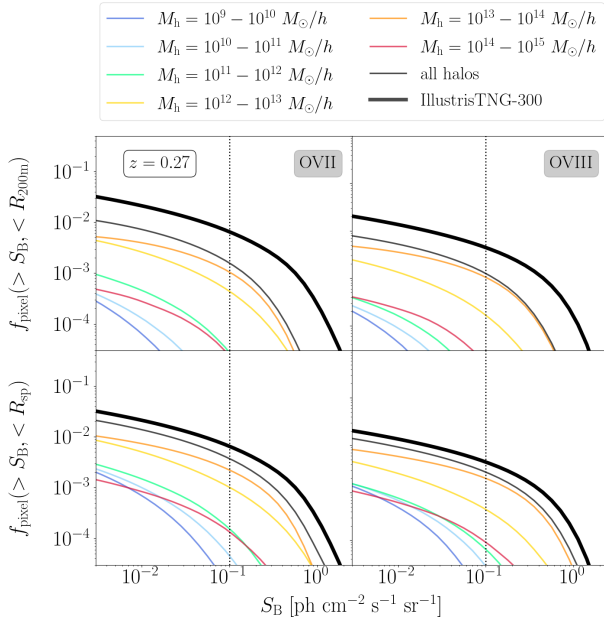 M_h = 10^9 − 10^10 M_⊙/h
M_h = 10^10 − 10^11 M_⊙/h
M_h = 10^11 − 10^12 M_⊙/h
M_h = 10^12 − 10^13 M_⊙/h
M_h = 10^13 − 10^14 M_⊙/h
M_h = 10^14 − 10^15 M_⊙/h
all halos
IllustrisTNG-300
z = 0.27
OVII
OVIII
f_pixel(> S_B, < R_200m)
10^−1
10^−2
10^−3
10^−4
f_pixel(> S_B, < R_sp)
10^−1
10^−2
10^−3
10^−4
10^−2 10^−1 10^0 10^−2 10^−1 10^0
S_B [ph cm^−2 s^−1 sr^−1]